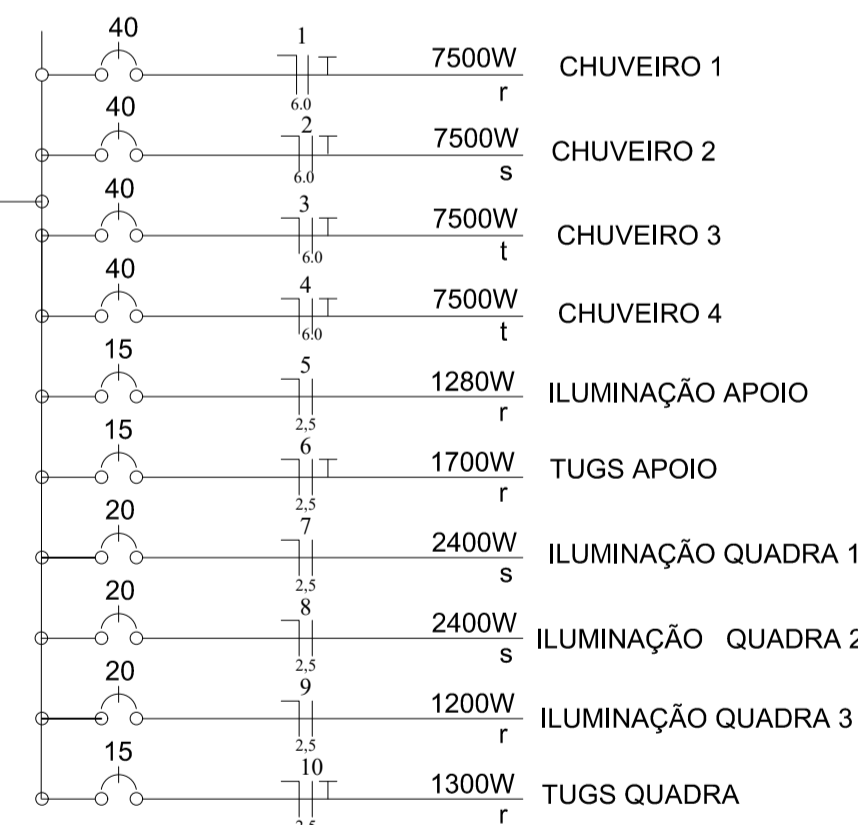 40 1 7500W CHUVEIRO 1
6.0 r
40 2 7500W CHUVEIRO 2
6.0 s
40 3 7500W CHUVEIRO 3
6.0 t
40 4 7500W CHUVEIRO 4
6.0 t
15 5 1280W ILUMINAÇÃO APOIO
2,5 r
15 6 1700W TUGS APOIO
2,5 r
20 7 2400W ILUMINAÇÃO QUADRA 1
2,5 s
20 8 2400W ILUMINAÇÃO QUADRA 2
2,5 s
20 9 1200W ILUMINAÇÃO QUADRA 3
2,5 r
15 10 1300W TUGS QUADRA
2,5 r